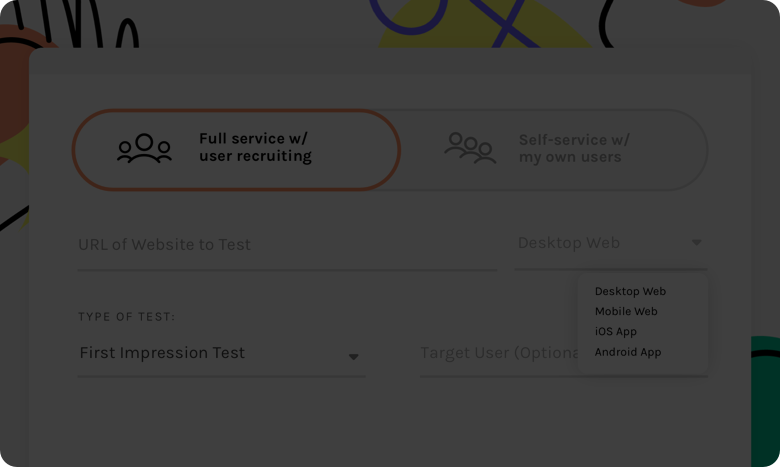 Full service w/
user recruiting
Self-service w/
my own users
URL of Website to Test
Desktop Web
Desktop Web
Mobile Web
iOS App
Android App
TYPE OF TEST:
First Impression Test
Target User (Optiona